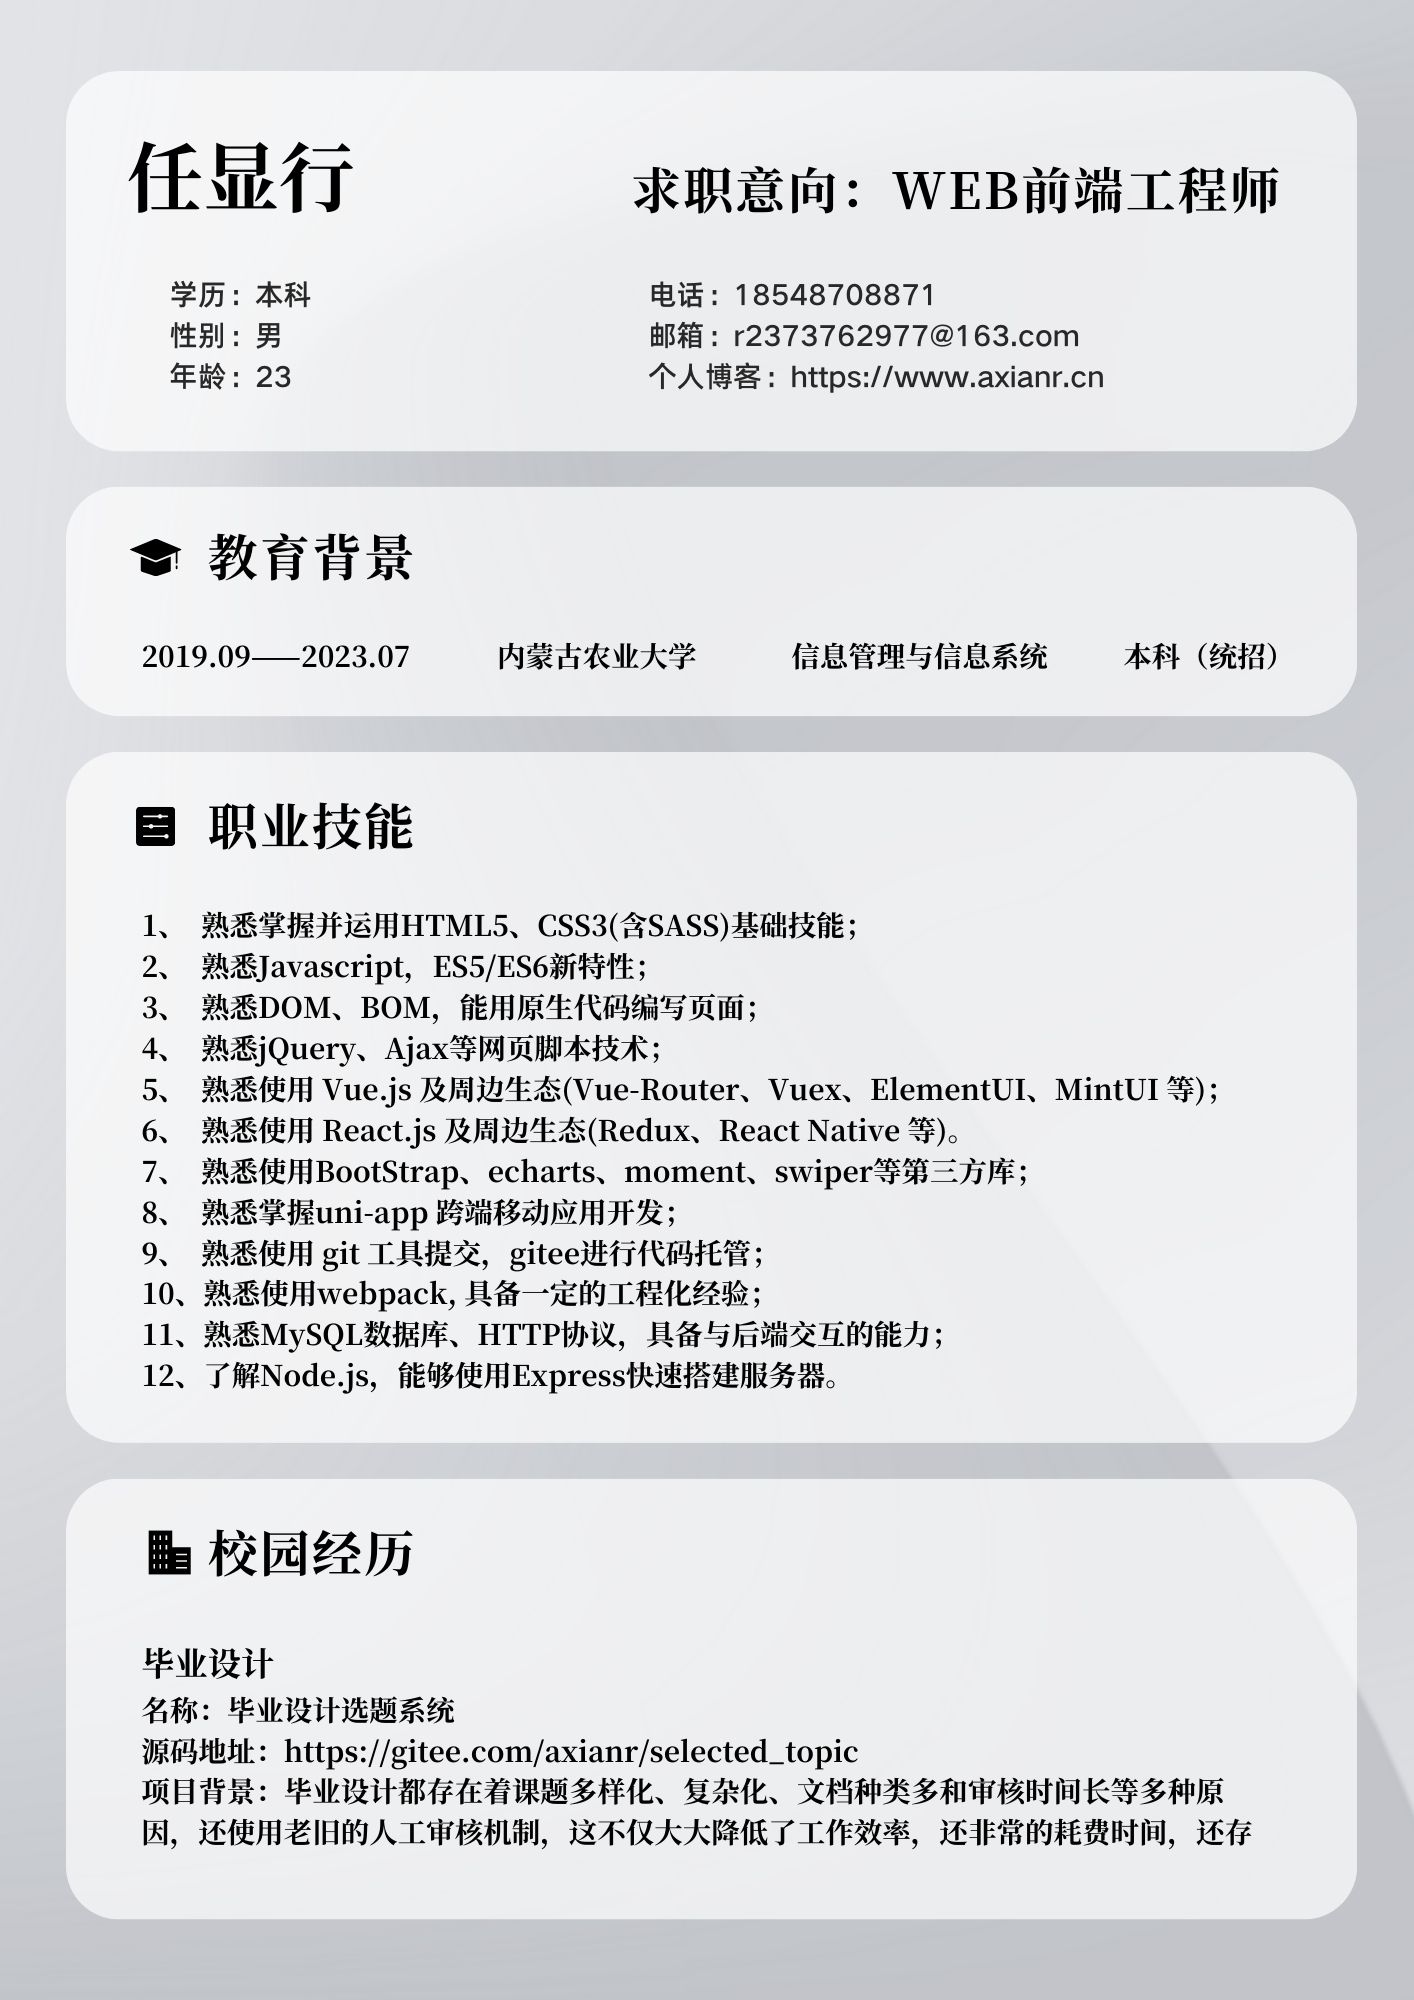 任显行
求职意向：WEB前端工程师
学历：本科
性别：男
年龄：23
电话：18548708871
邮箱：r2373762977@163.com
个人博客：https://www.axianr.cn
教育背景
2019.09——2023.07 内蒙古农业大学 信息管理与信息系统 本科（统招）
职业技能
1、 熟悉掌握并运用HTML5、CSS3(含SASS)基础技能；
2、 熟悉Javascript，ES5/ES6新特性；
3、 熟悉DOM、BOM，能用原生代码编写页面；
4、 熟悉jQuery、Ajax等网页脚本技术；
5、 熟悉使用 Vue.js 及周边生态(Vue-Router、Vuex、ElementUI、MintUI 等)；
6、 熟悉使用 React.js 及周边生态(Redux、React Native 等)。
7、 熟悉使用BootStrap、echarts、moment、swiper等第三方库；
8、 熟悉掌握uni-app 跨端移动应用开发；
9、 熟悉使用 git 工具提交，gitee进行代码托管；
10、熟悉使用webpack, 具备一定的工程化经验；
11、熟悉MySQL数据库、HTTP协议，具备与后端交互的能力；
12、了解Node.js，能够使用Express快速搭建服务器。
校园经历
毕业设计
名称：毕业设计选题系统
源码地址：https://gitee.com/axianr/selected_topic
项目背景：毕业设计都存在着课题多样化、复杂化、文档种类多和审核时间长等多种原
因，还使用老旧的人工审核机制，这不仅大大降低了工作效率，还非常的耗费时间，还存